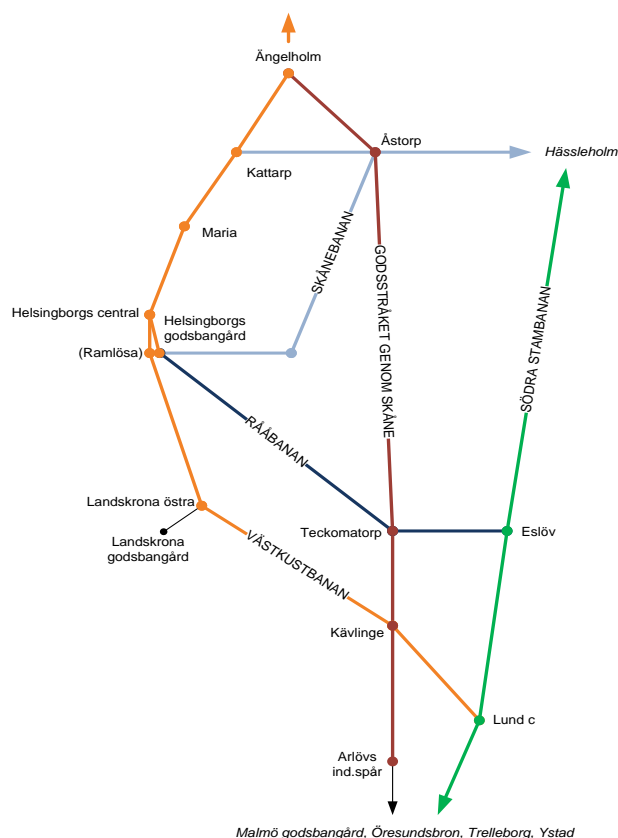 Ängelholm
Åstorp
Hässleholm
Kattarp
Maria
SKÅNEBANAN
GODSSTRÅKET GENOM SKÅNE
SÖDRA STAMBANAN
Helsingborgs central
Helsingborgs
godsbangård
(Ramlösa)
RÅÅBANAN
Landskrona östra
Landskrona
godsbangård
VÄSTKUSTBANAN
Teckomatorp
Eslöv
Kävlinge
Lund c
Arlövs
ind.spår
Malmö godsbangård, Öresundsbron, Trelleborg, Ystad